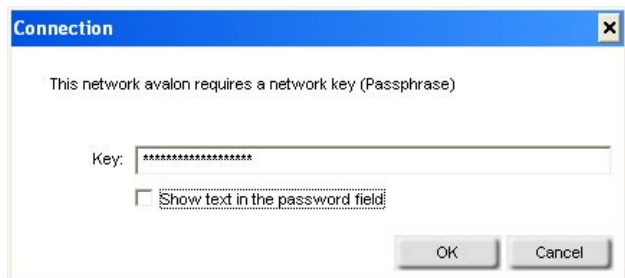 Connection
This network avalon requires a network key (Passphrase)
Key: *******************
Show text in the password field
OK Cancel